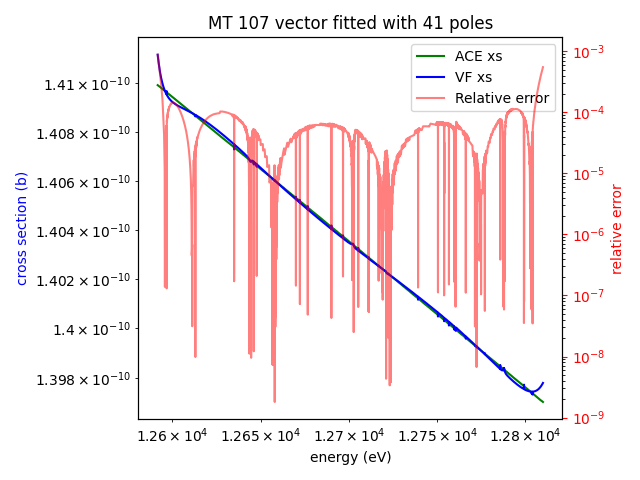 MT 107 vector fitted with 41 poles
ACE xs
VF xs
Relative error
cross section (b)
1.41 × 10⁻¹⁰
1.408 × 10⁻¹⁰
1.406 × 10⁻¹⁰
1.404 × 10⁻¹⁰
1.402 × 10⁻¹⁰
1.4 × 10⁻¹⁰
1.398 × 10⁻¹⁰
10⁻³
10⁻⁴
10⁻⁵
10⁻⁶
10⁻⁷
10⁻⁸
10⁻⁹
relative error
1.26 × 10⁴ 1.265 × 10⁴ 1.27 × 10⁴ 1.275 × 10⁴ 1.28 × 10⁴
energy (eV)